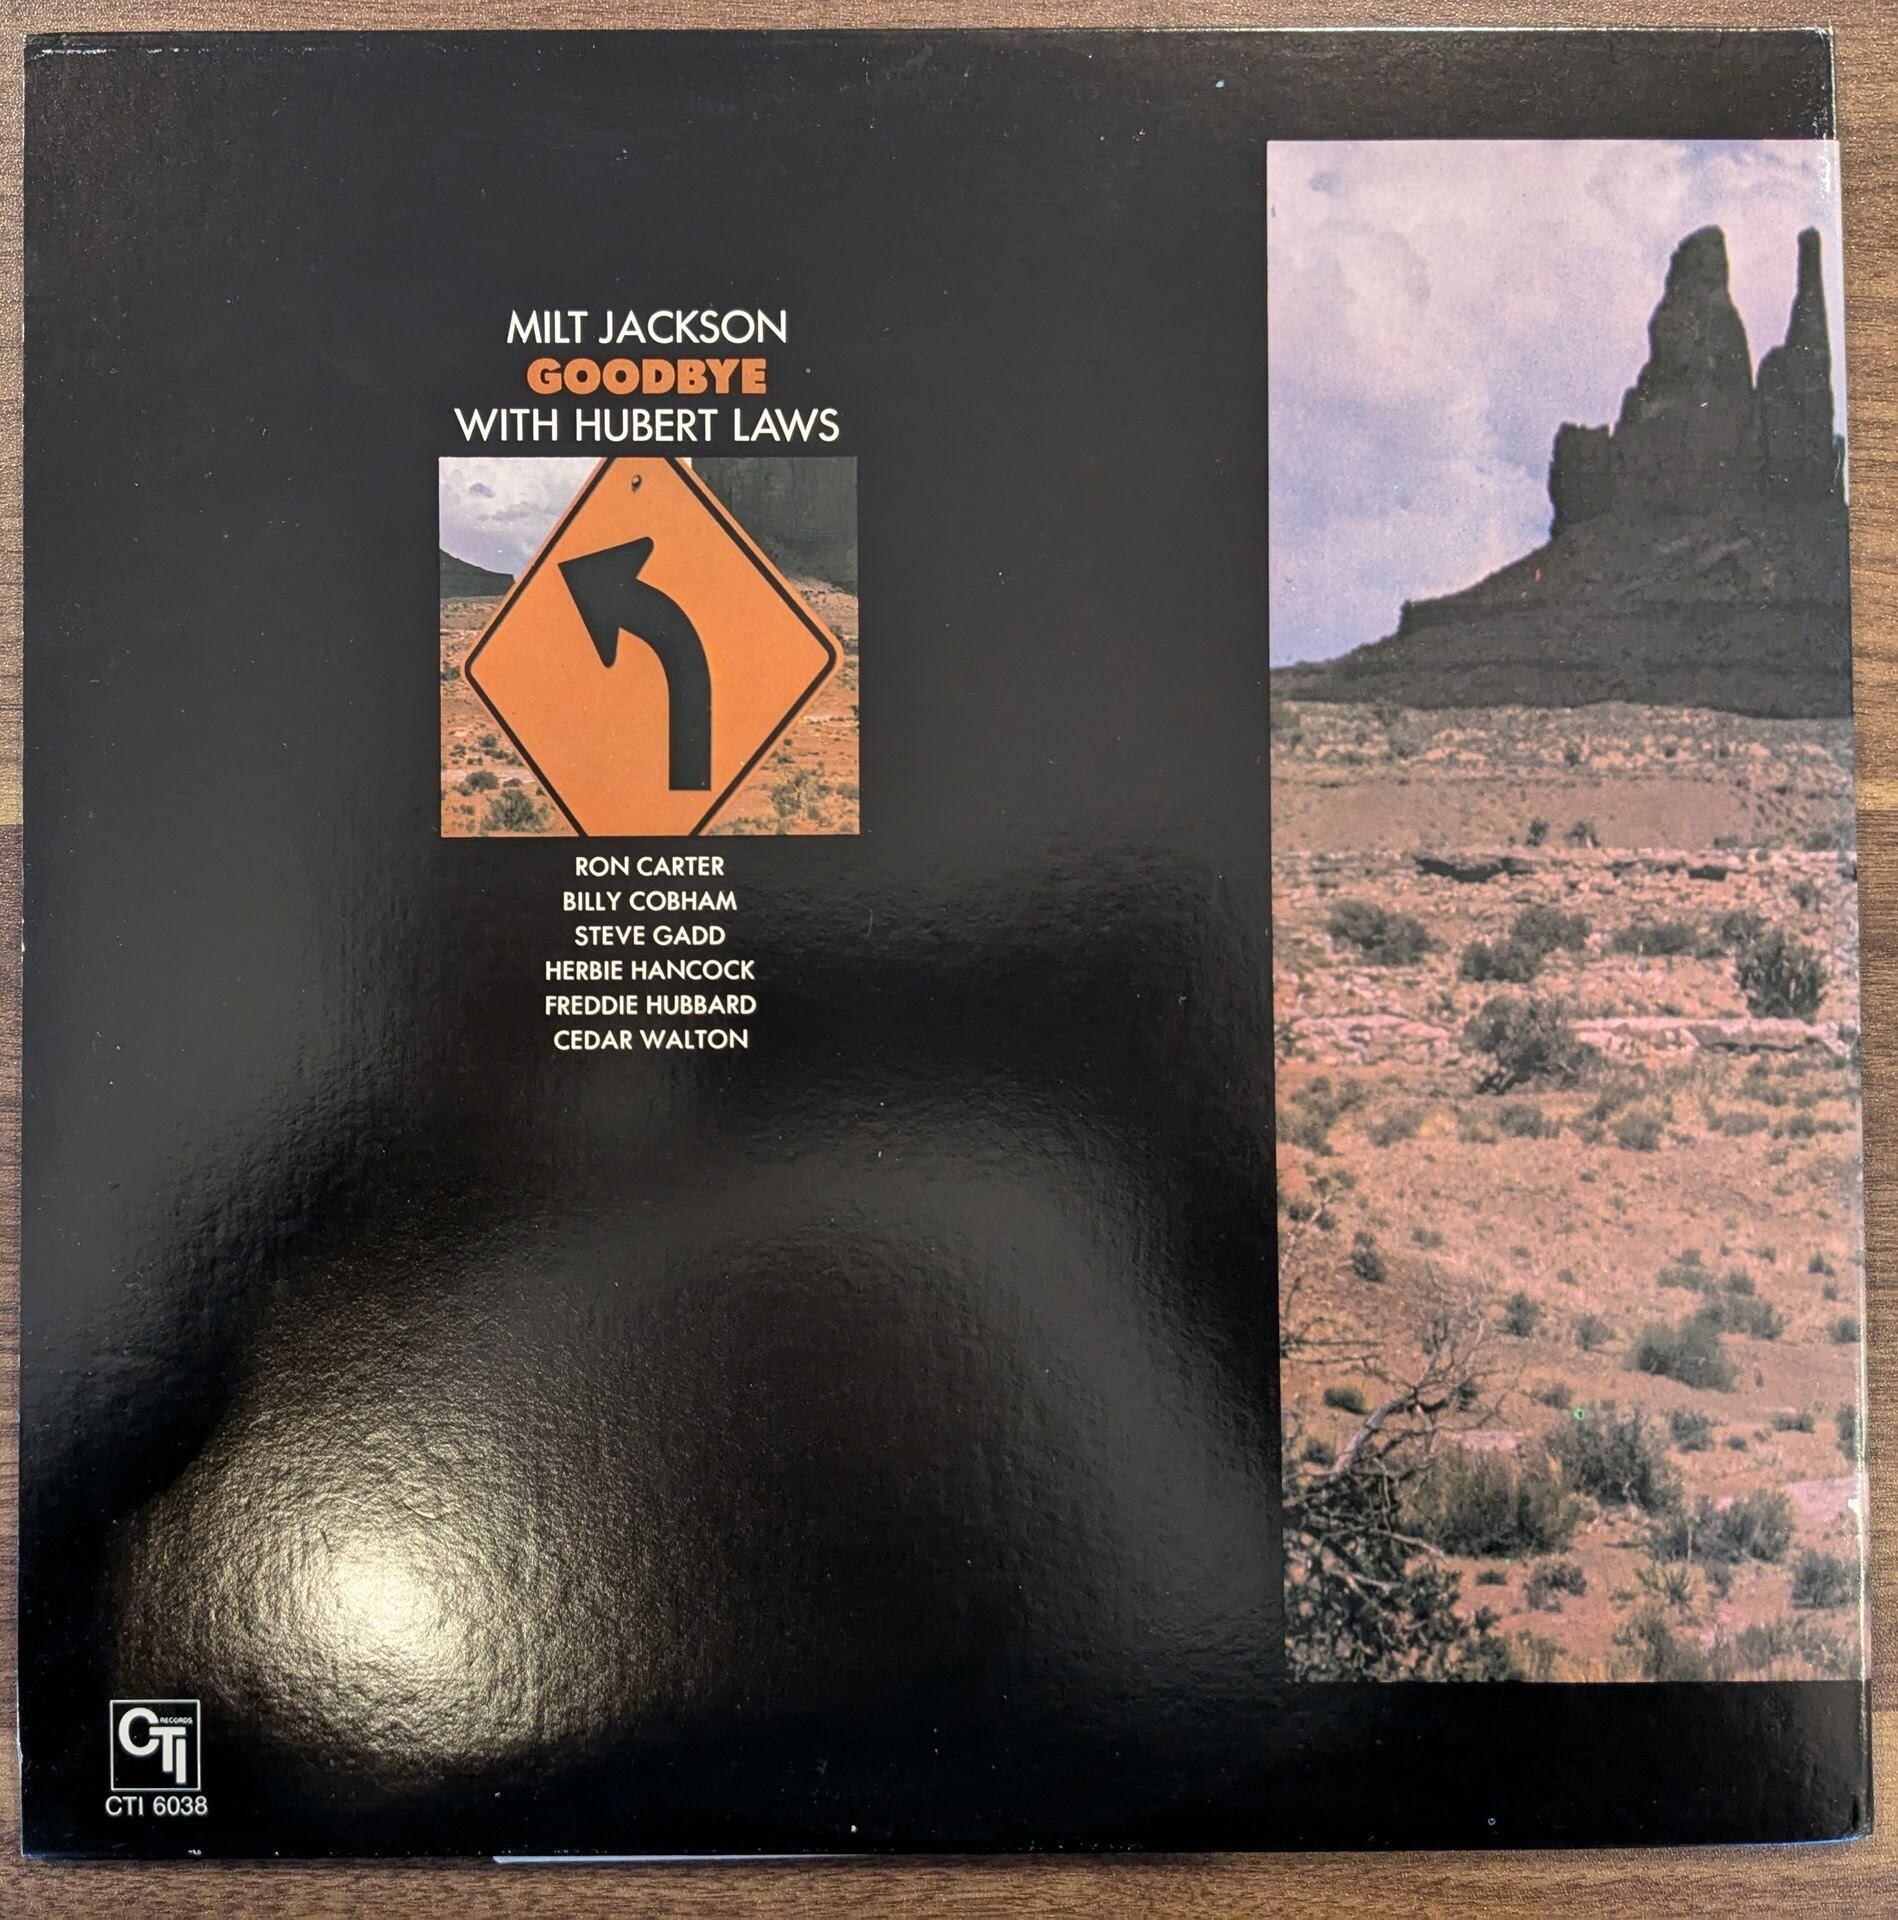 MILT JACKSON
GOODBYE
WITH HUBERT LAWS
RON CARTER
BILLY COBHAM
STEVE GADD
HERBIE HANCOCK
FREDDIE HUBBARD
CEDAR WALTON
CTI RECORDS
CTI 6038